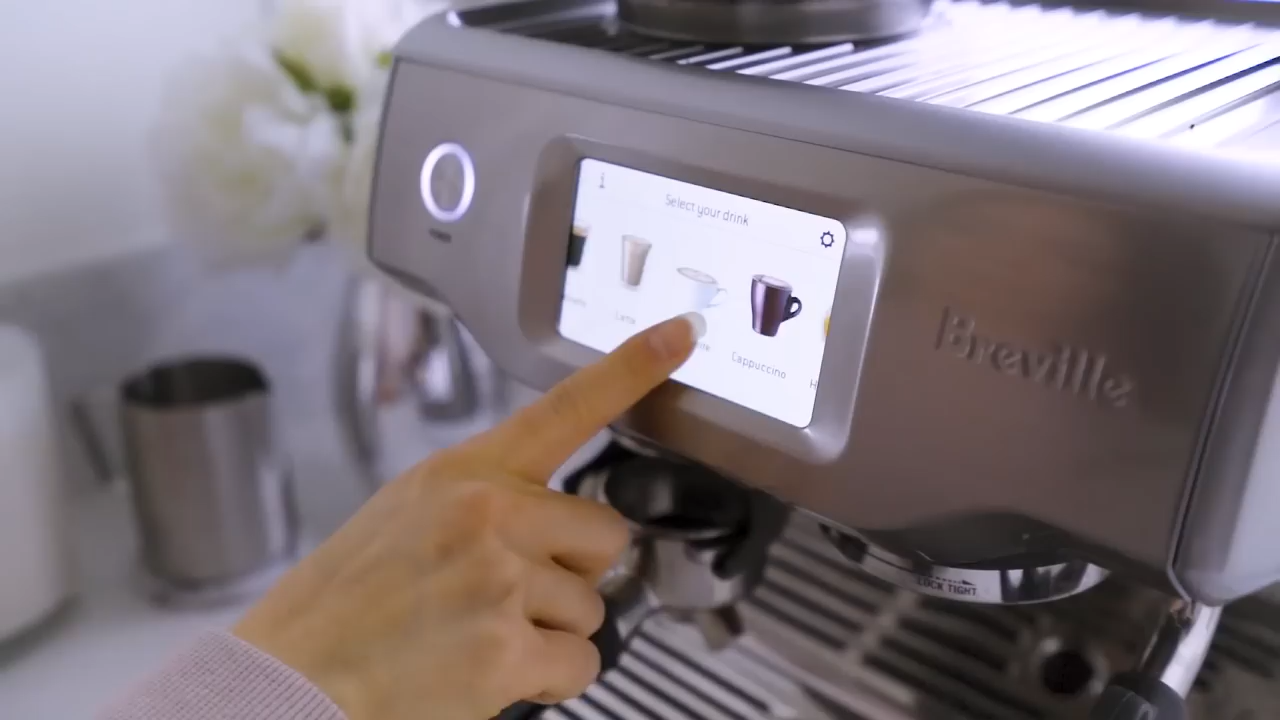 Select your drink
Latte
Cappuccino
Breville
LOCK TIGHT